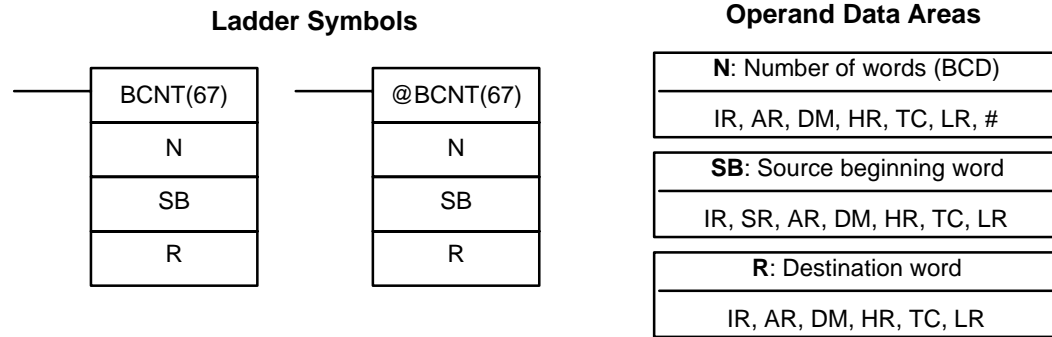 Ladder Symbols
BCNT(67)
N
SB
R
@BCNT(67)
N
SB
R
Operand Data Areas
N: Number of words (BCD)
IR, AR, DM, HR, TC, LR, #
SB: Source beginning word
IR, SR, AR, DM, HR, TC, LR
R: Destination word
IR, AR, DM, HR, TC, LR